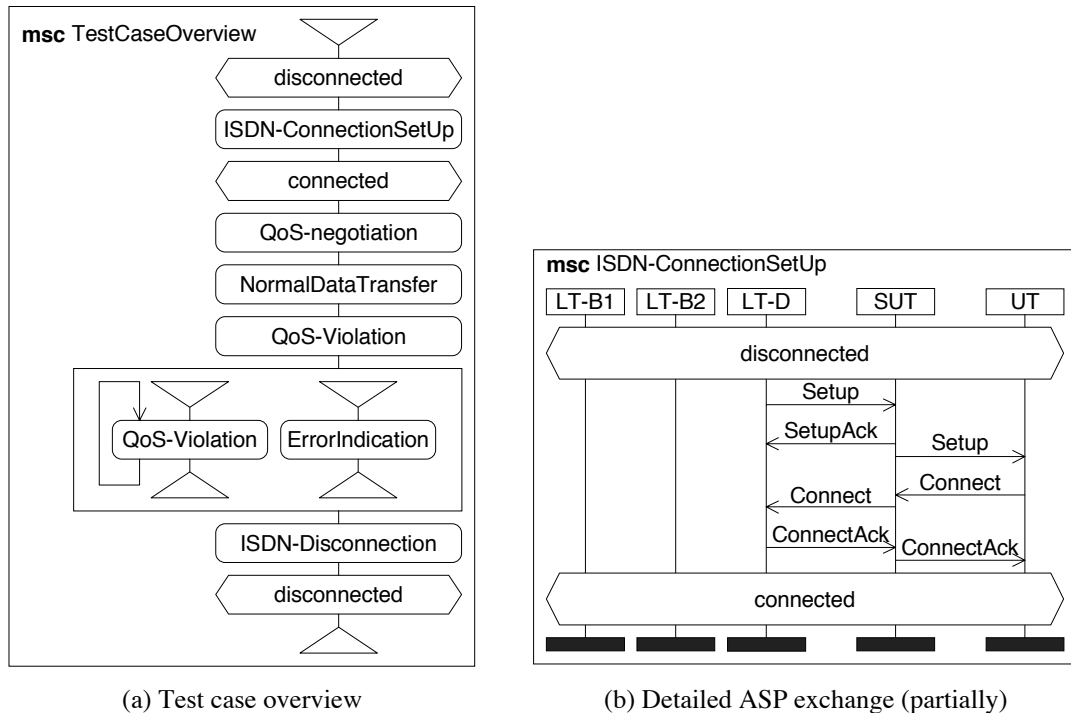 msc TestCaseOverview
disconnected
ISDN-ConnectionSetUp
connected
QoS-negotiation
NormalDataTransfer
QoS-Violation
QoS-Violation
ErrorIndication
ISDN-Disconnection
disconnected
(a) Test case overview
msc ISDN-ConnectionSetUp
LT-B1 LT-B2 LT-D SUT UT
disconnected
Setup
SetupAck
Setup
Connect
Connect
ConnectAck
ConnectAck
connected
(b) Detailed ASP exchange (partially)